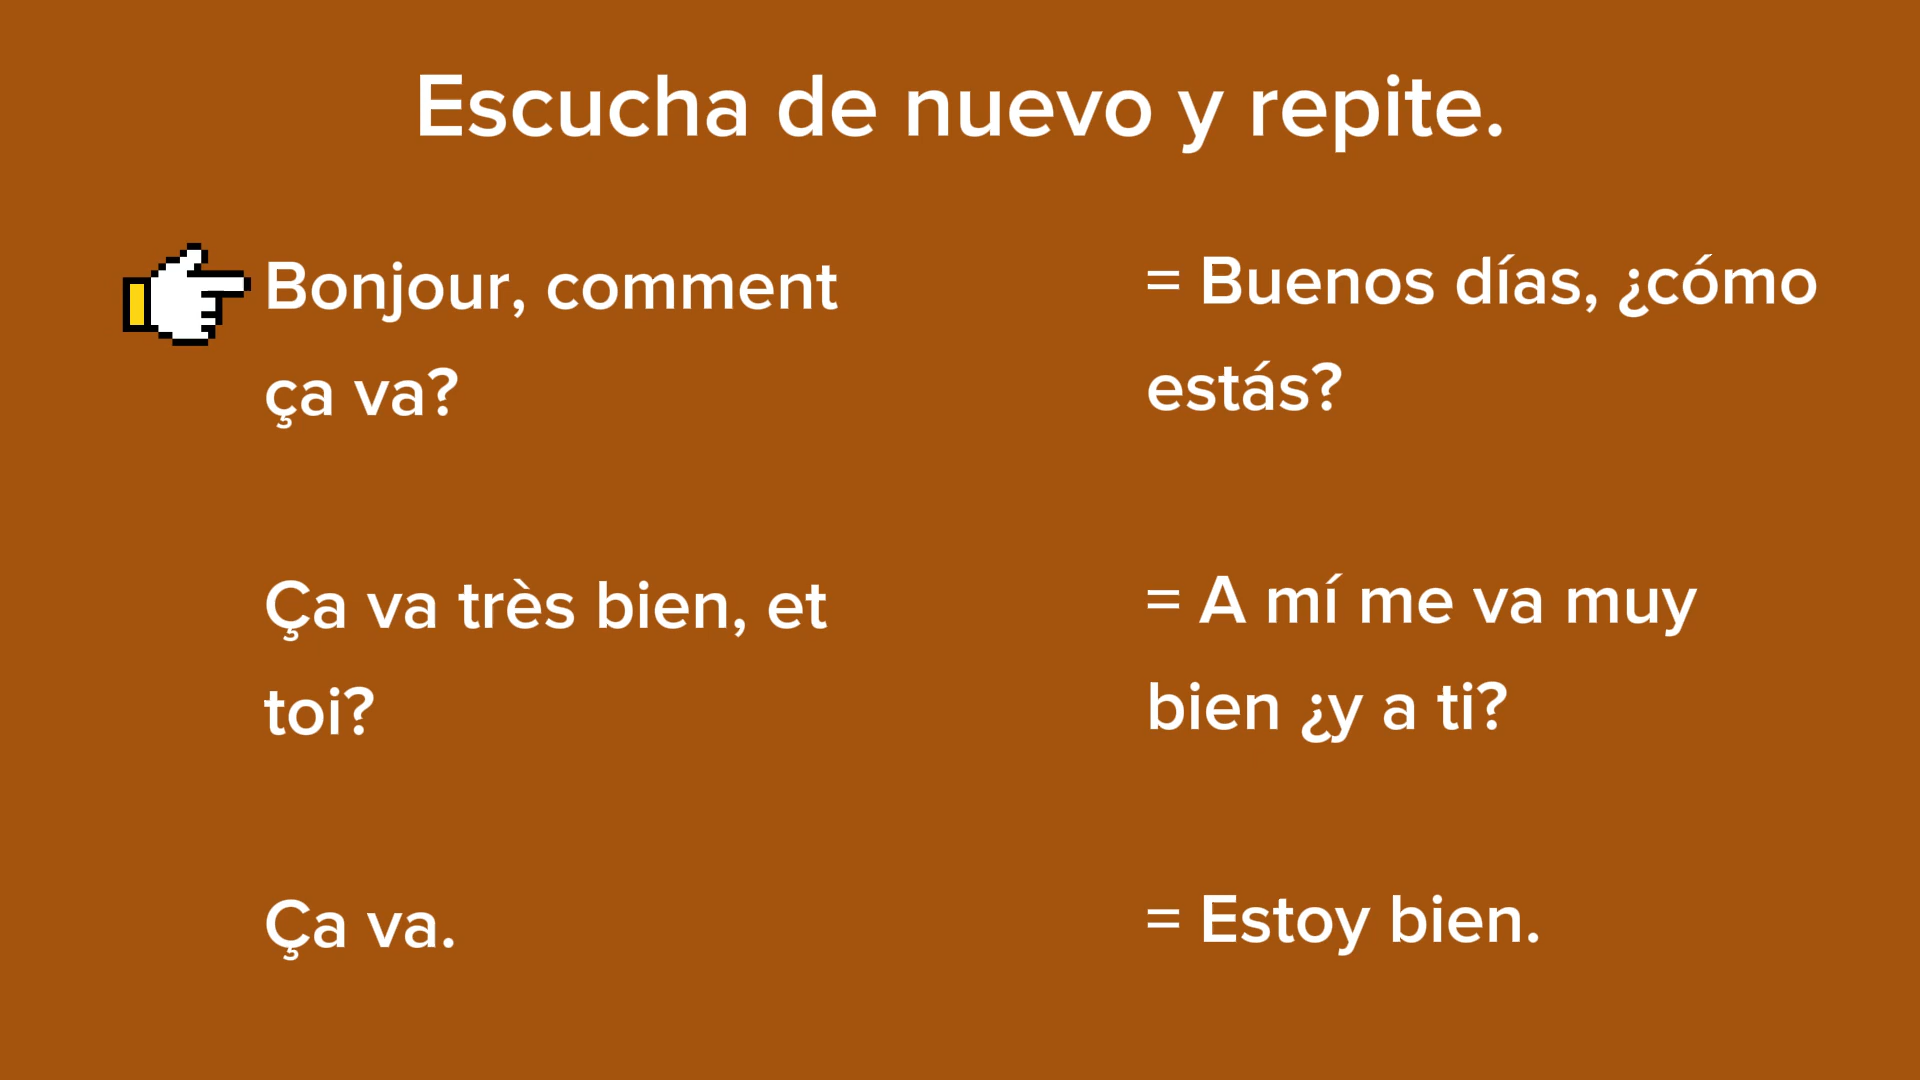 Escucha de nuevo y repite.
Bonjour, comment
ça va?
= Buenos días, ¿cómo
estás?
Ça va très bien, et
toi?
= A mí me va muy
bien ¿y a ti?
Ça va.
= Estoy bien.